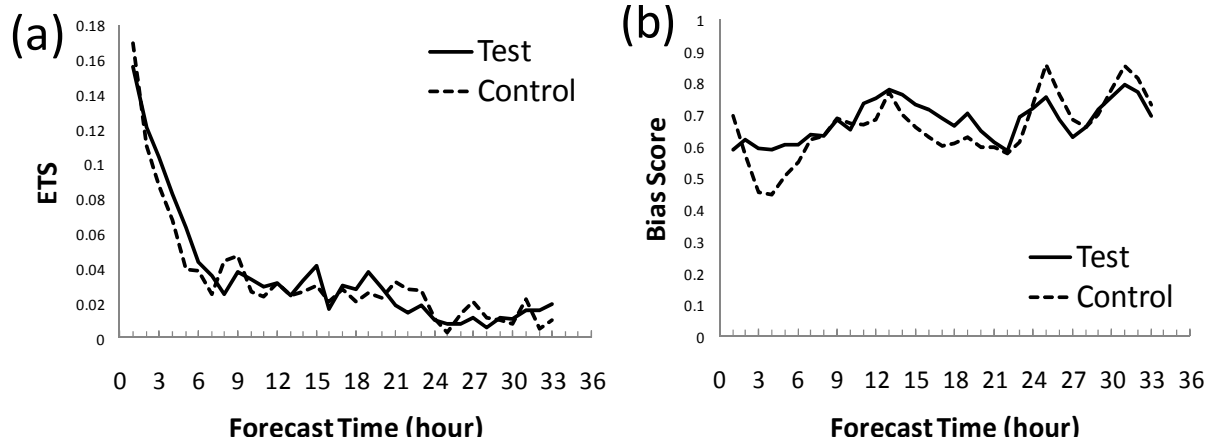 (a)
0.18
0.16
0.14
0.12
0.1
0.08
0.06
0.04
0.02
0
ETS
Test
Control
0 3 6 9 12 15 18 21 24 27 30 33 36
Forecast Time (hour)
(b)
1
0.9
0.8
0.7
0.6
0.5
0.4
0.3
0.2
0.1
0
Bias Score
Test
Control
0 3 6 9 12 15 18 21 24 27 30 33 36
Forecast Time (hour)